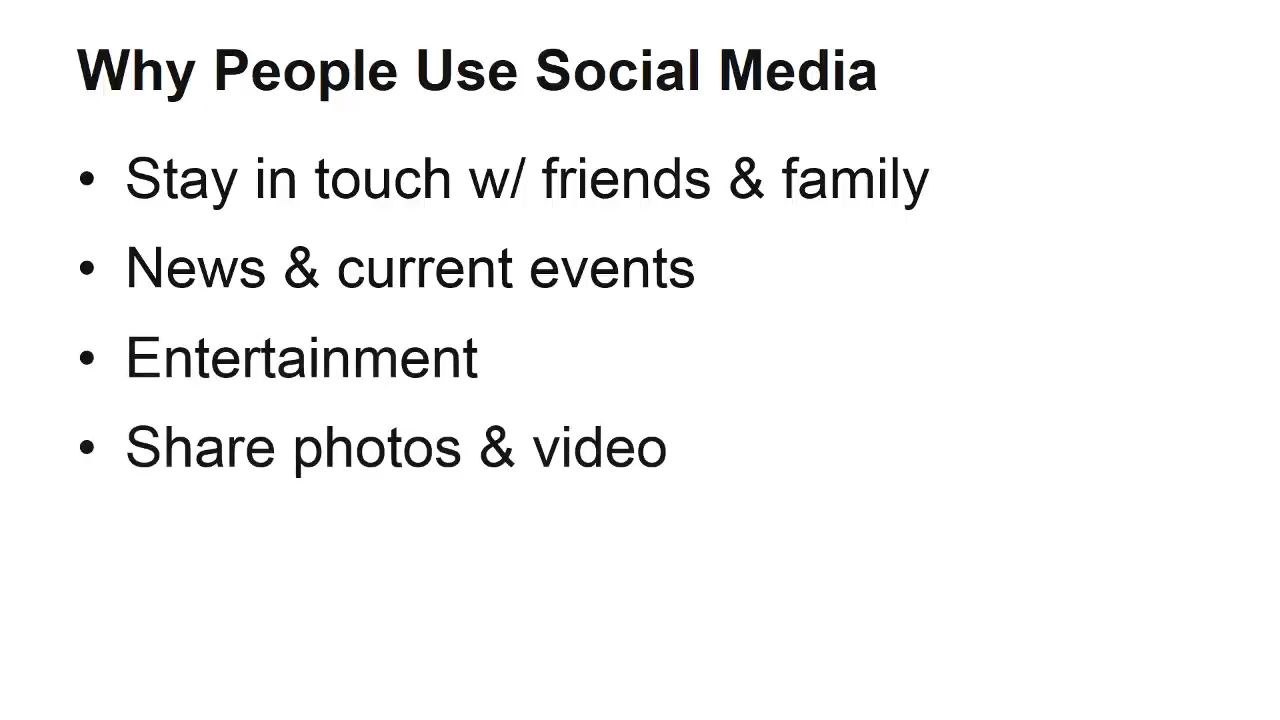 Why People Use Social Media
• Stay in touch w/ friends & family
• News & current events
• Entertainment
• Share photos & video